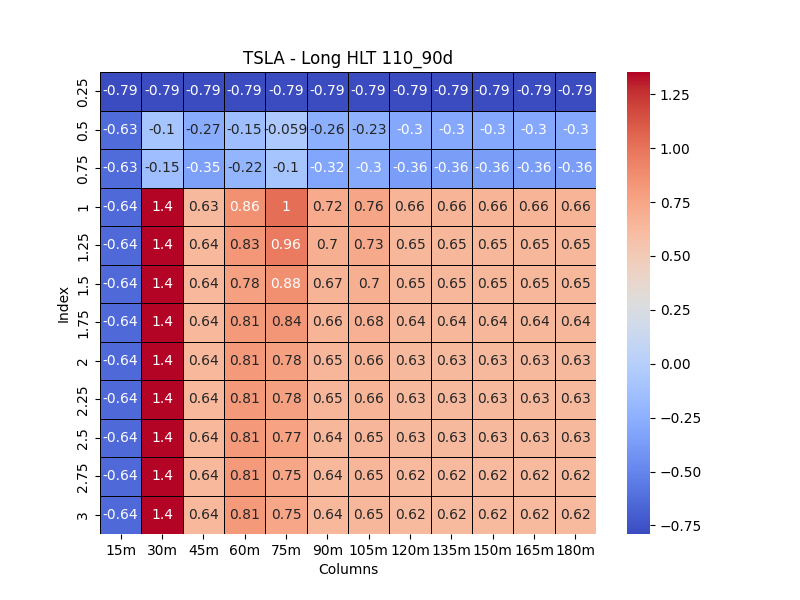 TSLA - Long HLT 110_90d
Index
0.25 -0.79 -0.79 -0.79 -0.79 -0.79 -0.79 -0.79 -0.79 -0.79 -0.79 -0.79 -0.79
0.5 -0.63 -0.1 -0.27 -0.15 -0.059 -0.26 -0.23 -0.3 -0.3 -0.3 -0.3 -0.3
0.75 -0.63 -0.15 -0.35 -0.22 -0.1 -0.32 -0.3 -0.36 -0.36 -0.36 -0.36 -0.36
1 -0.64 1.4 0.63 0.86 1 0.72 0.76 0.66 0.66 0.66 0.66 0.66
1.25 -0.64 1.4 0.64 0.83 0.96 0.7 0.73 0.65 0.65 0.65 0.65 0.65
1.5 -0.64 1.4 0.64 0.78 0.88 0.67 0.7 0.65 0.65 0.65 0.65 0.65
1.75 -0.64 1.4 0.64 0.81 0.84 0.66 0.68 0.64 0.64 0.64 0.64 0.64
2 -0.64 1.4 0.64 0.81 0.78 0.65 0.66 0.63 0.63 0.63 0.63 0.63
2.25 -0.64 1.4 0.64 0.81 0.78 0.65 0.66 0.63 0.63 0.63 0.63 0.63
2.5 -0.64 1.4 0.64 0.81 0.77 0.64 0.65 0.63 0.63 0.63 0.63 0.63
2.75 -0.64 1.4 0.64 0.81 0.75 0.64 0.65 0.62 0.62 0.62 0.62 0.62
3 -0.64 1.4 0.64 0.81 0.75 0.64 0.65 0.62 0.62 0.62 0.62 0.62
15m 30m 45m 60m 75m 90m 105m 120m 135m 150m 165m 180m
Columns
1.25
1.00
0.75
0.50
0.25
0.00
−0.25
−0.50
−0.75